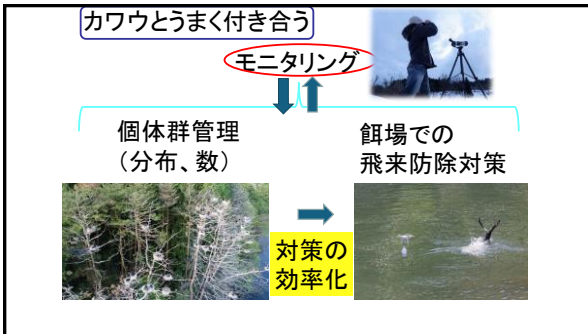 カワウとうまく付き合う
モニタリング
個体群管理
（分布、数）
餌場での
飛来防除対策
対策の
効率化